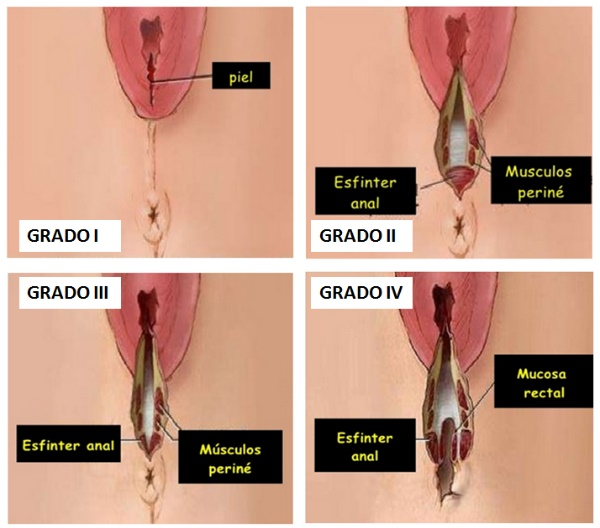 piel
GRADO I
Esfinter
anal
Musculos
periné
GRADO II
GRADO III
Esfinter anal
Músculos
periné
GRADO IV
Mucosa
rectal
Esfinter
anal